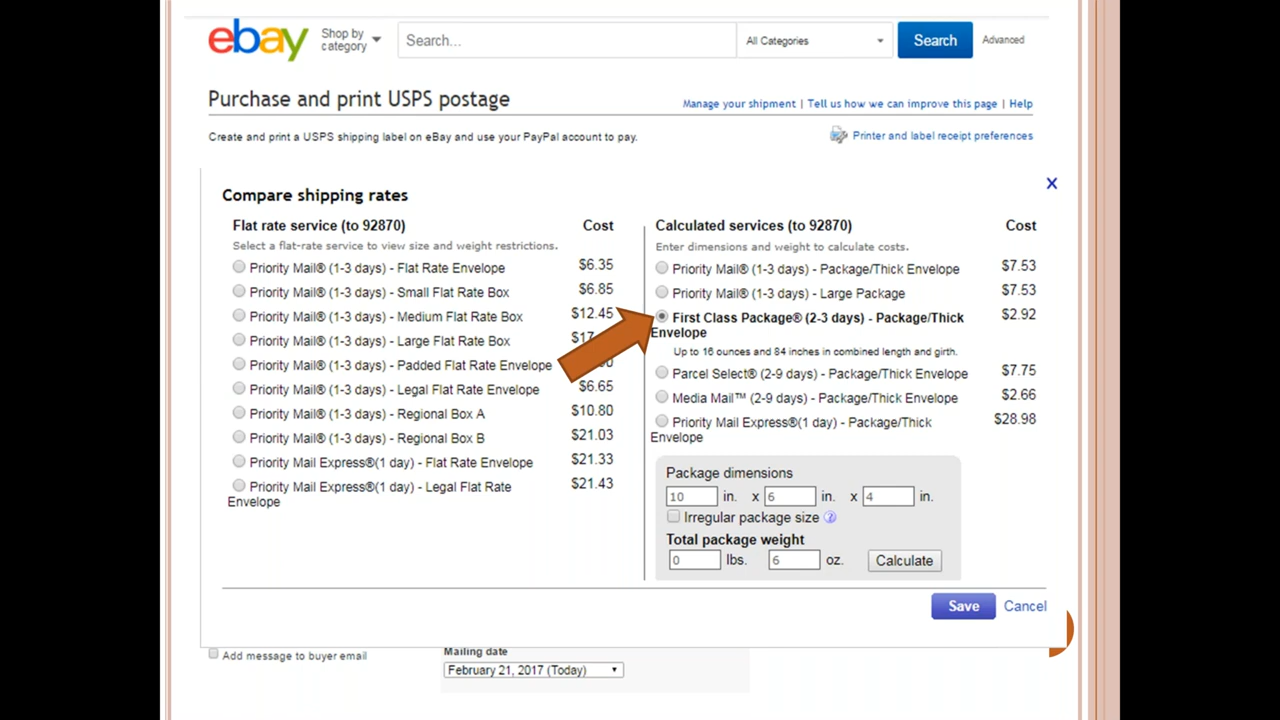 ebay
Shop by
category
Search...
All Categories
Search
Advanced
Purchase and print USPS postage
Manage your shipment | Tell us how we can improve this page | Help
Create and print a USPS shipping label on eBay and use your PayPal account to pay.
Printer and label receipt preferences
X
Compare shipping rates
Flat rate service (to 92870) Cost
Select a flat-rate service to view size and weight restrictions.
Priority Mail® (1-3 days) - Flat Rate Envelope $6.35
Priority Mail® (1-3 days) - Small Flat Rate Box $6.85
Priority Mail® (1-3 days) - Medium Flat Rate Box $12.45
Priority Mail® (1-3 days) - Large Flat Rate Box
Priority Mail® (1-3 days) - Padded Flat Rate Envelope
Priority Mail® (1-3 days) - Legal Flat Rate Envelope $6.65
Priority Mail® (1-3 days) - Regional Box A $10.80
Priority Mail® (1-3 days) - Regional Box B $21.03
Priority Mail Express®(1 day) - Flat Rate Envelope $21.33
Priority Mail Express®(1 day) - Legal Flat Rate $21.43
Envelope
Calculated services (to 92870) Cost
Enter dimensions and weight to calculate costs.
Priority Mail® (1-3 days) - Package/Thick Envelope $7.53
Priority Mail® (1-3 days) - Large Package $7.53
First Class Package® (2-3 days) - Package/Thick $2.92
Envelope
Up to 16 ounces and 84 inches in combined length and girth.
Parcel Select® (2-9 days) - Package/Thick Envelope $7.75
Media Mail™ (2-9 days) - Package/Thick Envelope $2.66
Priority Mail Express®(1 day) - Package/Thick $28.98
Envelope
Package dimensions
10 in. x 6 in. x 4 in.
Irregular package size ?
Total package weight
0 lbs. 6 oz. Calculate
Save Cancel
Add message to buyer email
Mailing date
February 21, 2017 (Today)